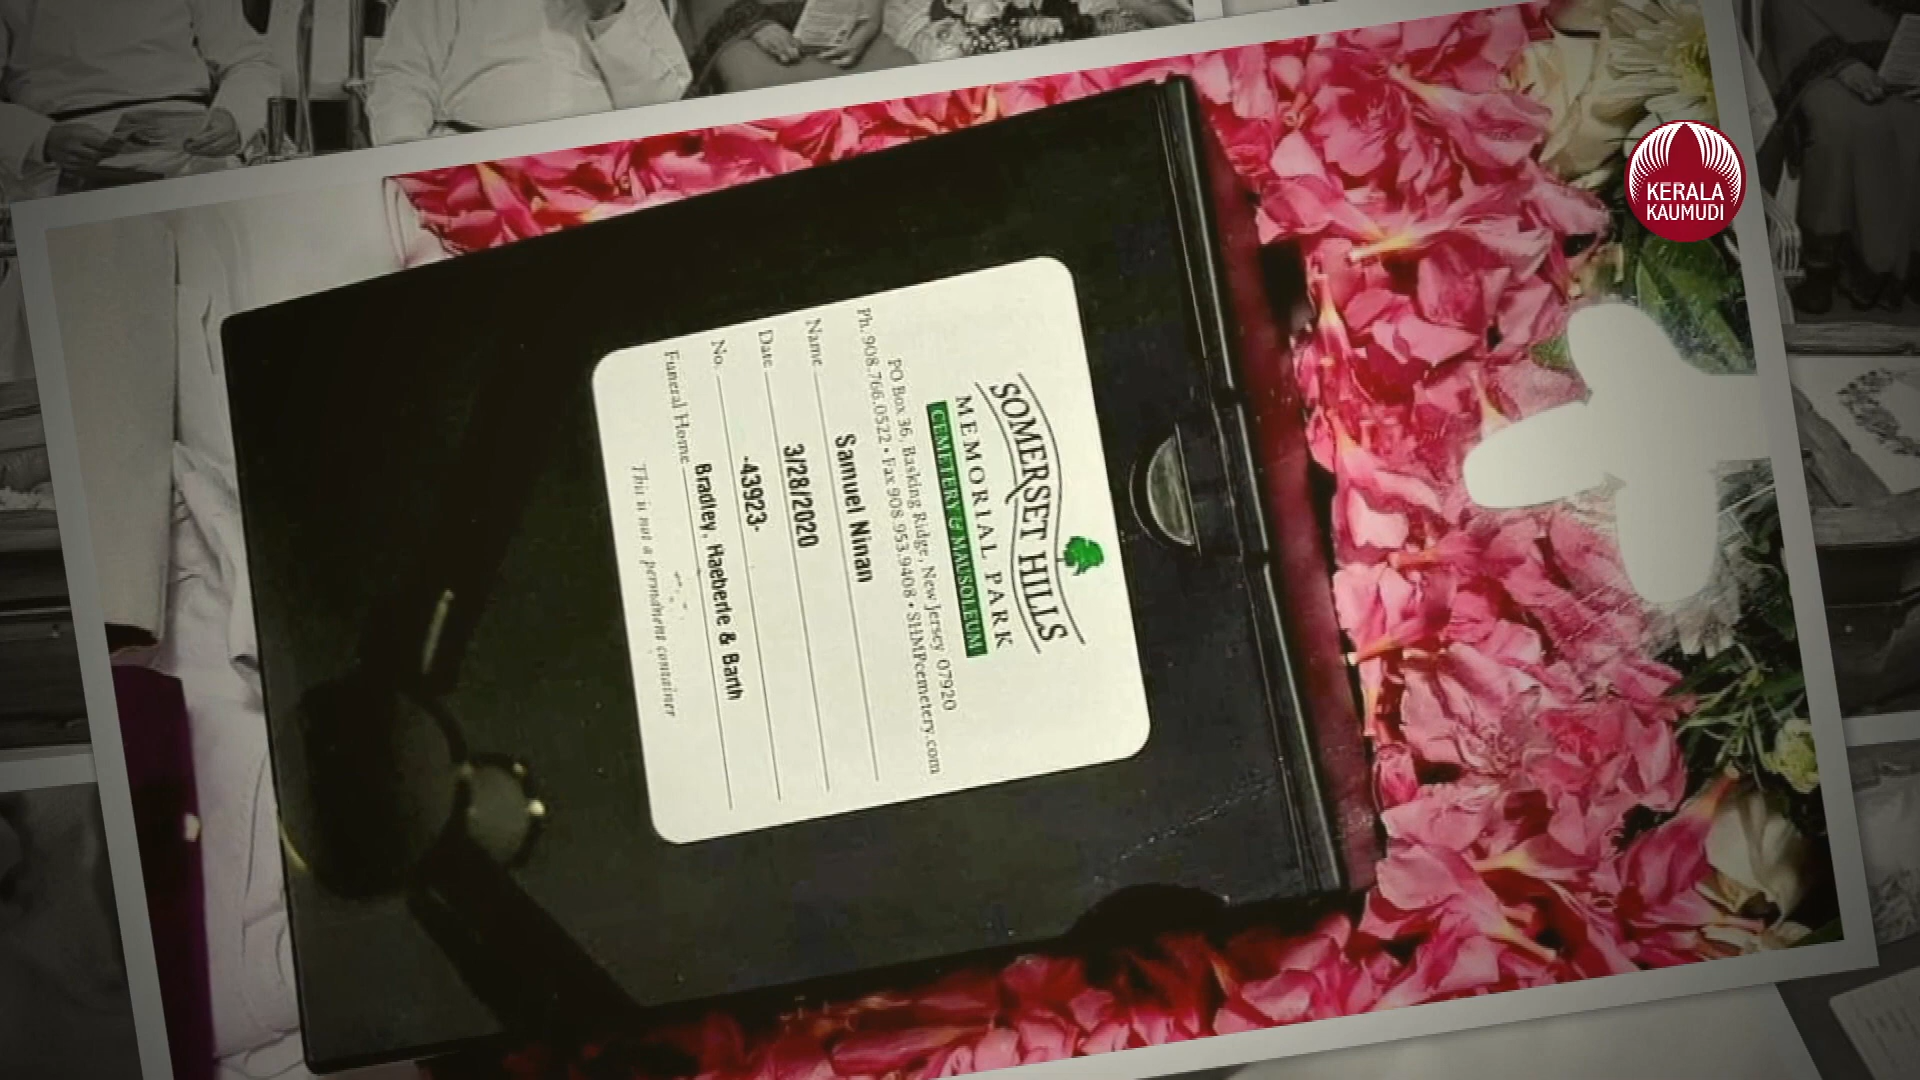 SOMERSET HILLS
MEMORIAL PARK
CEMETERY & MAUSOLEUM
PO Box 36, Basking Ridge, New Jersey 07920
Ph. 908.766.0522 • Fax 908.953.9408 • SHMPcemetery.com
Name Samuel Ninan
Date 3/28/2020
No. -43923-
Funeral Home Bradley, Haeberle & Barth
This is not a permanent container
KERALA
KAUMUDI